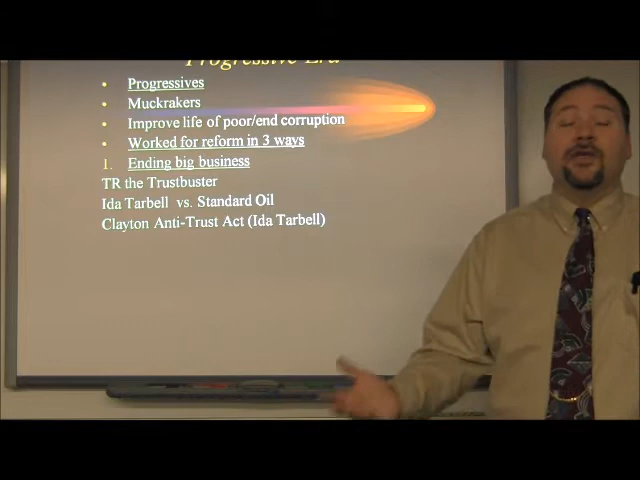 Progressive Era
• Progressives
• Muckrakers
• Improve life of poor/end corruption
• Worked for reform in 3 ways
1. Ending big business
TR the Trustbuster
Ida Tarbell vs. Standard Oil
Clayton Anti-Trust Act (Ida Tarbell)